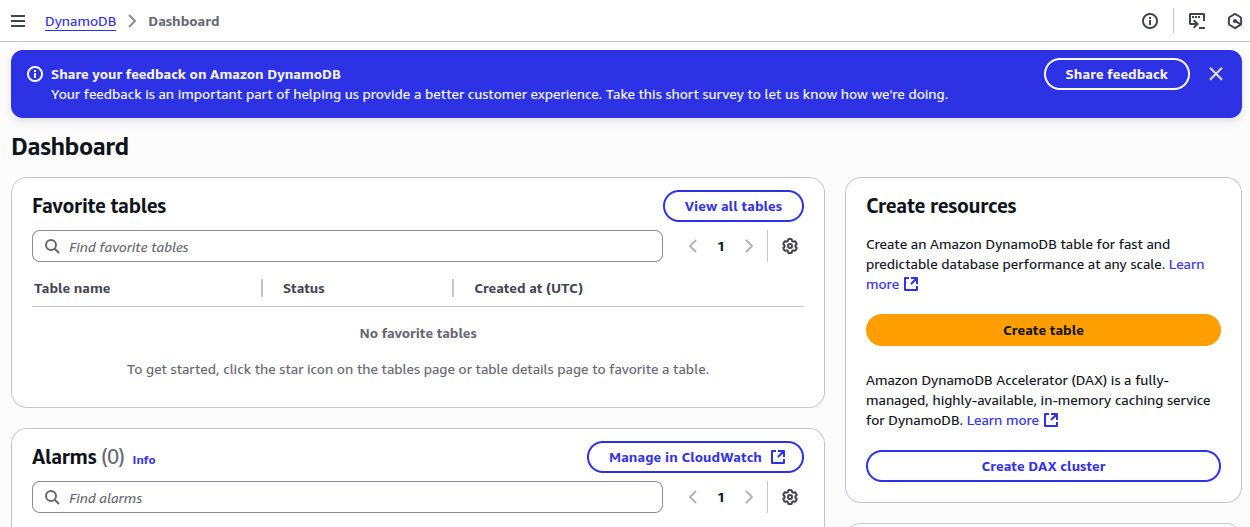 DynamoDB > Dashboard
Share your feedback on Amazon DynamoDB
Your feedback is an important part of helping us provide a better customer experience. Take this short survey to let us know how we're doing.
Share feedback
Dashboard
Favorite tables
View all tables
Find favorite tables
1
Table name Status Created at (UTC)
No favorite tables
To get started, click the star icon on the tables page or table details page to favorite a table.
Alarms (0) Info
Manage in CloudWatch
Find alarms
1
Create resources
Create an Amazon DynamoDB table for fast and
predictable database performance at any scale. Learn
more
Create table
Amazon DynamoDB Accelerator (DAX) is a fully-
managed, highly-available, in-memory caching service
for DynamoDB. Learn more
Create DAX cluster